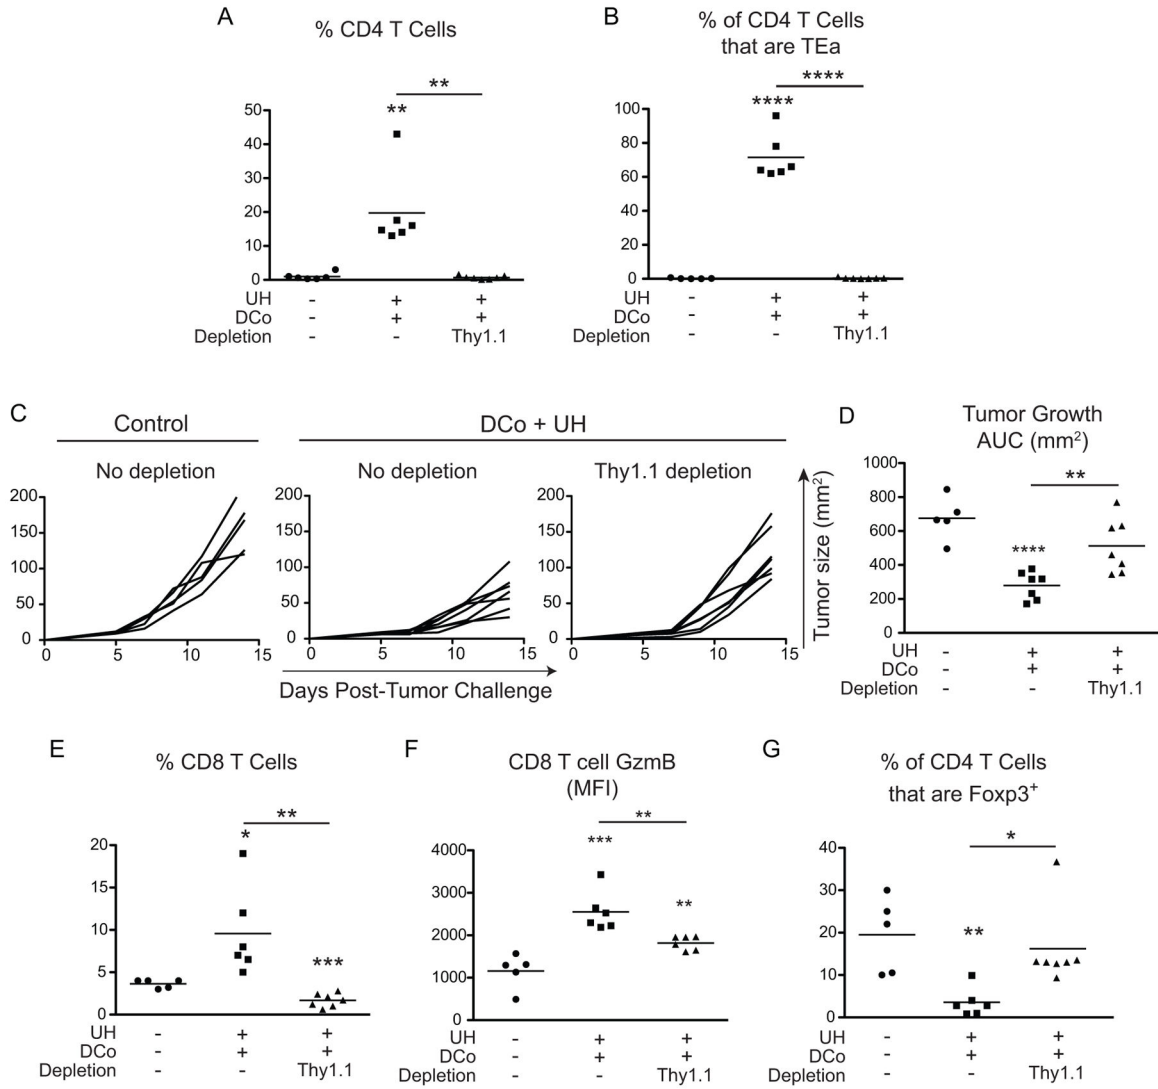 A
% CD4 T Cells
**
**
50
40
30
20
10
0
UH - + +
DCo - + +
Depletion - - Thy1.1
B
% of CD4 T Cells
that are TEa
****
****
100
80
60
40
20
0
UH - + +
DCo - + +
Depletion - - Thy1.1
C
Control
DCo + UH
No depletion
No depletion
Thy1.1 depletion
200
150
100
50
0
0 5 10 15
200
150
100
50
0
0 5 10 15
200
150
100
50
0
0 5 10 15
Days Post-Tumor Challenge
Tumor size (mm²)
D
Tumor Growth
AUC (mm²)
**
****
1000
800
600
400
200
0
UH - + +
DCo - + +
Depletion - - Thy1.1
E
% CD8 T Cells
**
*
***
20
15
10
5
0
UH - + +
DCo - + +
Depletion - - Thy1.1
F
CD8 T cell GzmB
(MFI)
**
***
**
4000
3000
2000
1000
0
UH - + +
DCo - + +
Depletion - - Thy1.1
G
% of CD4 T Cells
that are Foxp3⁺
*
**
40
30
20
10
0
UH - + +
DCo - + +
Depletion - - Thy1.1